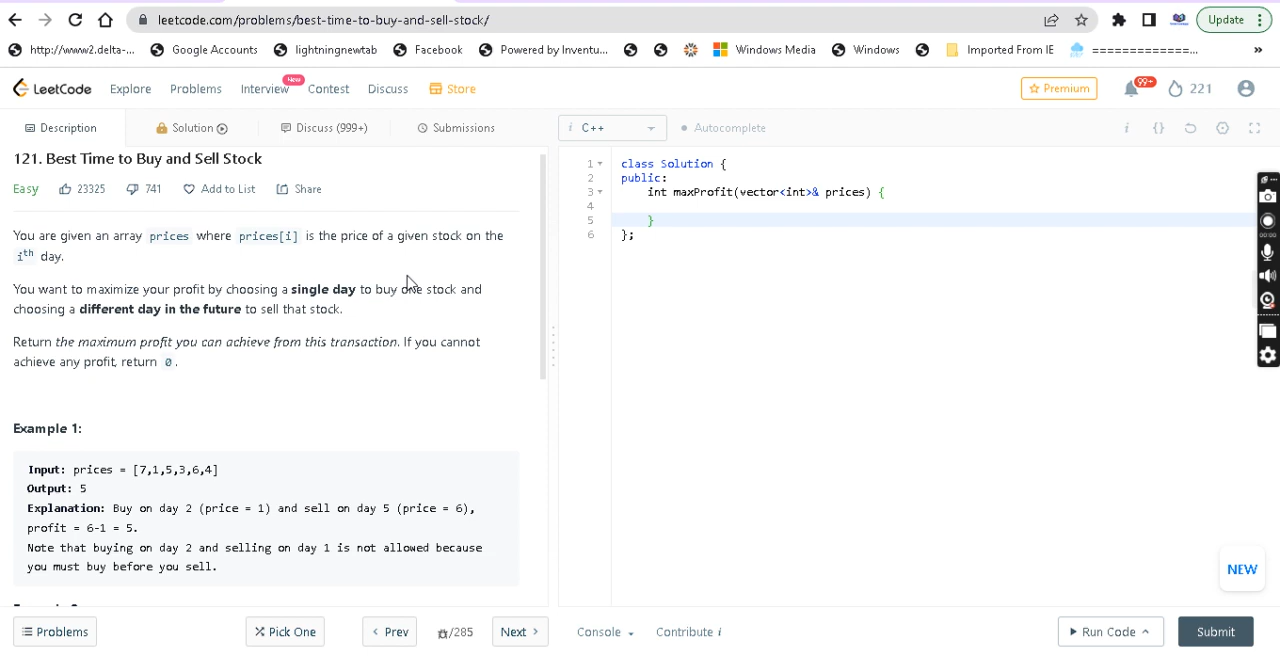 leetcode.com/problems/best-time-to-buy-and-sell-stock/
Update
http://www2.delta-... Google Accounts lightningnewtab Facebook Powered by Inventu... Windows Media Windows Imported From IE ==============... »
LeetCode Explore Problems Interview New Contest Discuss Store Premium 99+ 221
Description Solution Discuss (999+) Submissions
i C++ Autocomplete i {}
121. Best Time to Buy and Sell Stock
Easy 23325 741 Add to List Share
You are given an array prices where prices[i] is the price of a given stock on the
ith day.
You want to maximize your profit by choosing a single day to buy one stock and
choosing a different day in the future to sell that stock.
Return the maximum profit you can achieve from this transaction. If you cannot
achieve any profit, return 0.
Example 1:
Input: prices = [7,1,5,3,6,4]
Output: 5
Explanation: Buy on day 2 (price = 1) and sell on day 5 (price = 6),
profit = 6-1 = 5.
Note that buying on day 2 and selling on day 1 is not allowed because
you must buy before you sell.
1 class Solution {
2 public:
3 int maxProfit(vector<int>& prices) {
4
5 }
6 };
00:00
NEW
Problems Pick One < Prev /285 Next > Console Contribute i Run Code Submit